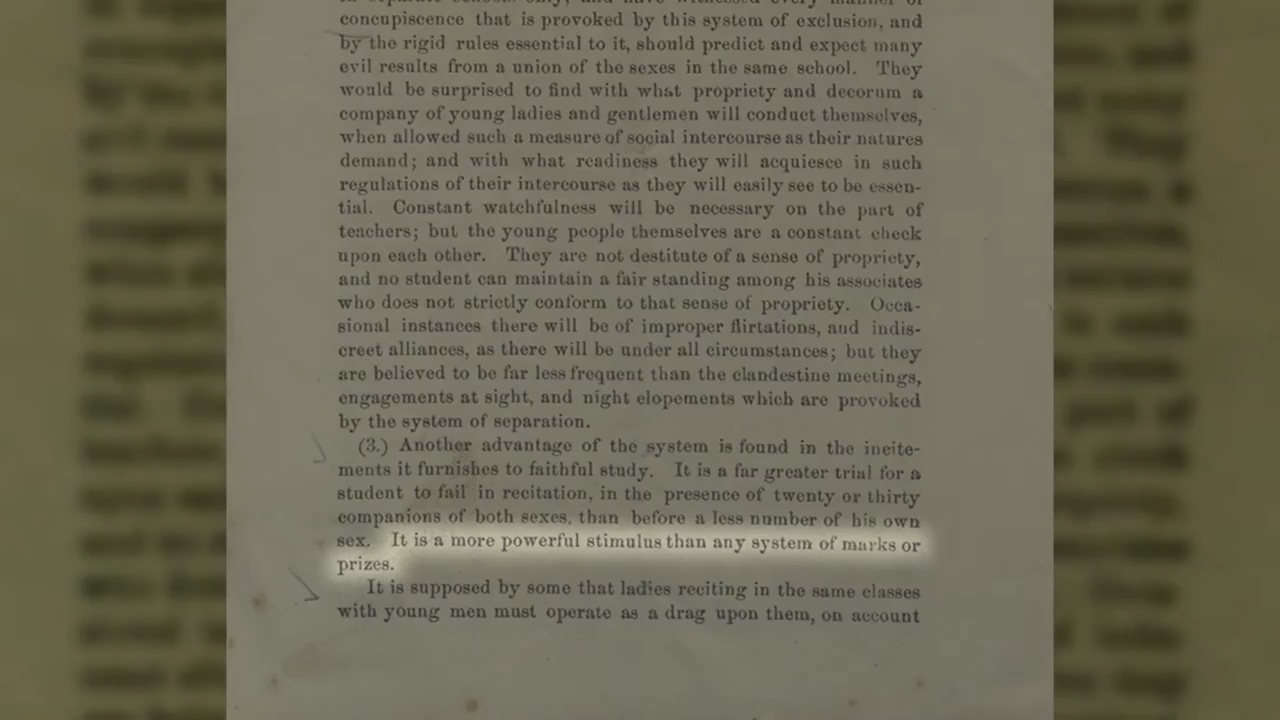 concupiscence that is provoked by this system of exclusion, and
by the rigid rules essential to it, should predict and expect many
evil results from a union of the sexes in the same school. They
would be surprised to find with what propriety and decorum a
company of young ladies and gentlemen will conduct themselves,
when allowed such a measure of social intercourse as their natures
demand; and with what readiness they will acquiesce in such
regulations of their intercourse as they will easily see to be essen-
tial. Constant watchfulness will be necessary on the part of
teachers; but the young people themselves are a constant check
upon each other. They are not destitute of a sense of propriety,
and no student can maintain a fair standing among his associates
who does not strictly conform to that sense of propriety. Occa-
sional instances there will be of improper flirtations, and indis-
creet alliances, as there will be under all circumstances; but they
are believed to be far less frequent than the clandestine meetings,
engagements at sight, and night elopements which are provoked
by the system of separation.
(3.) Another advantage of the system is found in the incite-
ments it furnishes to faithful study. It is a far greater trial for a
student to fail in recitation, in the presence of twenty or thirty
companions of both sexes, than before a less number of his own
sex. It is a more powerful stimulus than any system of marks or
prizes.
It is supposed by some that ladies reciting in the same classes
with young men must operate as a drag upon them, on account